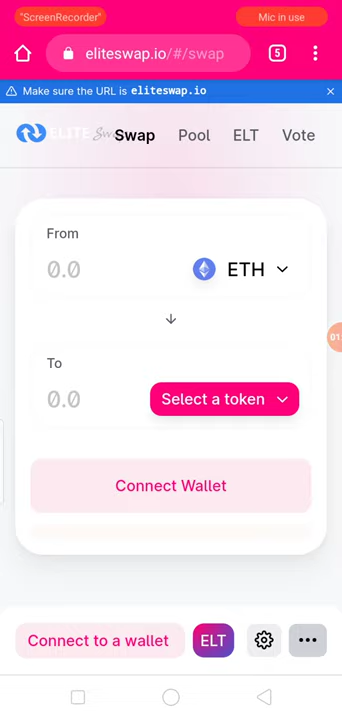 "ScreenRecorder"
Mic in use
eliteswap.io/#/swap
5
Make sure the URL is eliteswap.io
ELITE Swap Pool ELT Vote
From
0.0
ETH
To
0.0
Select a token
Connect Wallet
Connect to a wallet
ELT